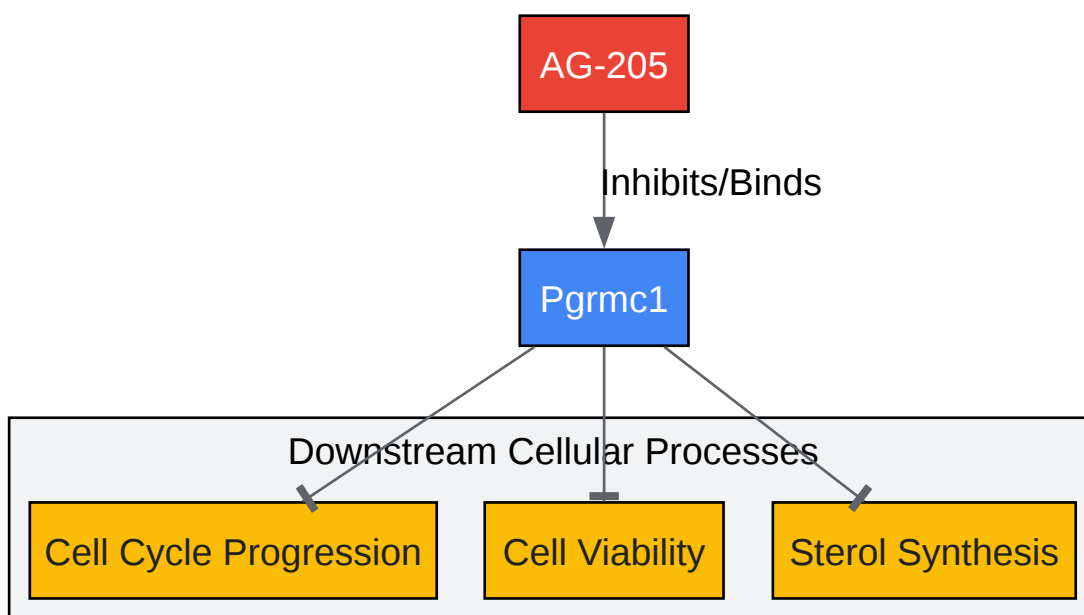 AG-205
Inhibits/Binds
Pgrmc1
Downstream Cellular Processes
Cell Cycle Progression
Cell Viability
Sterol Synthesis